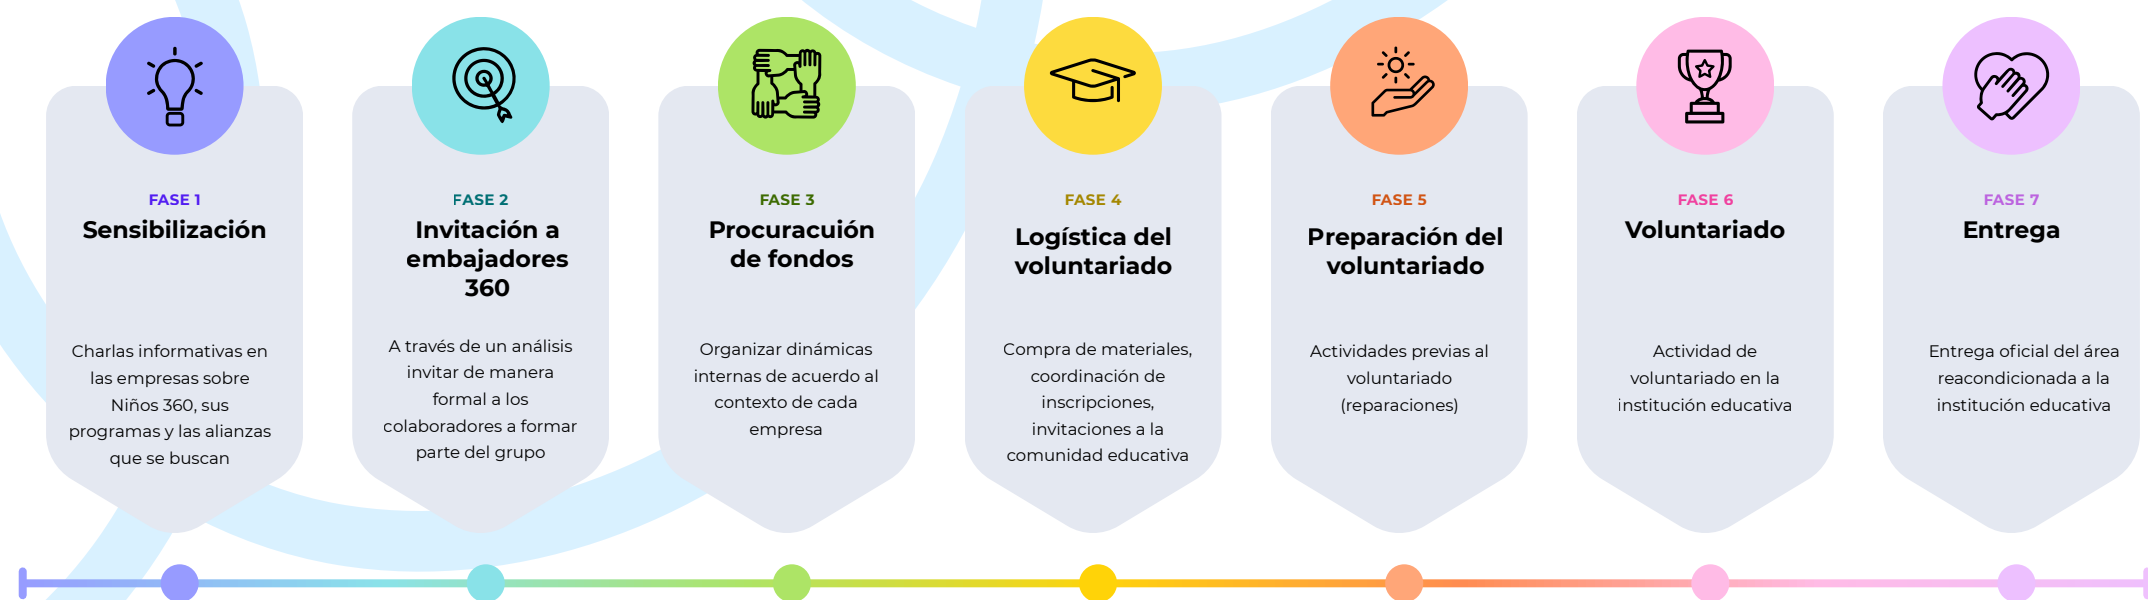 FASE 1
Sensibilización
Charlas informativas en
las empresas sobre
Niños 360, sus
programas y las alianzas
que se buscan
FASE 2
Invitación a
embajadores
360
A través de un análisis
invitar de manera
formal a los
colaboradores a formar
parte del grupo
FASE 3
Procuracuión
de fondos
Organizar dinámicas
internas de acuerdo al
contexto de cada
empresa
FASE 4
Logística del
voluntariado
Compra de materiales,
coordinación de
inscripciones,
invitaciones a la
comunidad educativa
FASE 5
Preparación del
voluntariado
Actividades previas al
voluntariado
(reparaciones)
FASE 6
Voluntariado
Actividad de
voluntariado en la
institución educativa
FASE 7
Entrega
Entrega oficial del área
reacondicionada a la
institución educativa